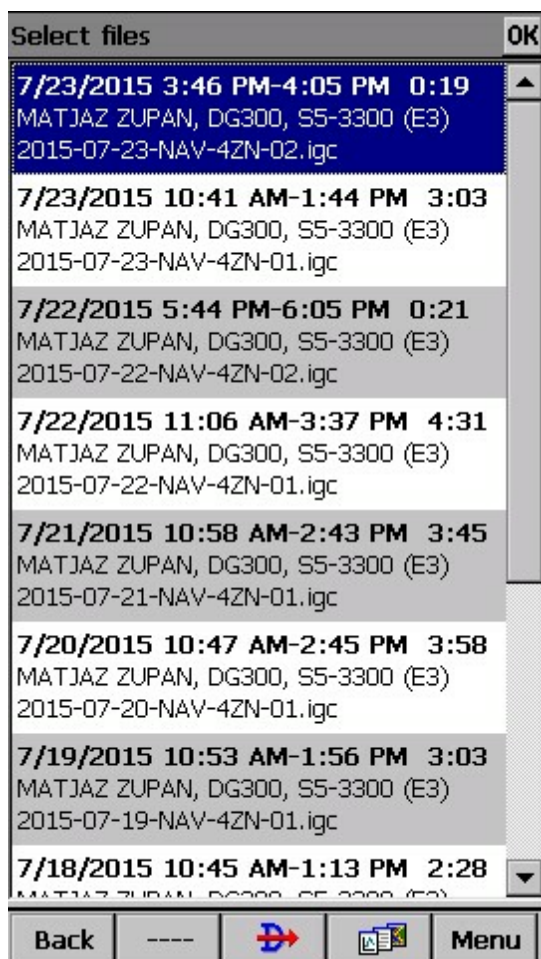 Select files OK
7/23/2015 3:46 PM-4:05 PM 0:19
MATJAZ ZUPAN, DG300, S5-3300 (E3)
2015-07-23-NAV-4ZN-02.igc
7/23/2015 10:41 AM-1:44 PM 3:03
MATJAZ ZUPAN, DG300, S5-3300 (E3)
2015-07-23-NAV-4ZN-01.igc
7/22/2015 5:44 PM-6:05 PM 0:21
MATJAZ ZUPAN, DG300, S5-3300 (E3)
2015-07-22-NAV-4ZN-02.igc
7/22/2015 11:06 AM-3:37 PM 4:31
MATJAZ ZUPAN, DG300, S5-3300 (E3)
2015-07-22-NAV-4ZN-01.igc
7/21/2015 10:58 AM-2:43 PM 3:45
MATJAZ ZUPAN, DG300, S5-3300 (E3)
2015-07-21-NAV-4ZN-01.igc
7/20/2015 10:47 AM-2:45 PM 3:58
MATJAZ ZUPAN, DG300, S5-3300 (E3)
2015-07-20-NAV-4ZN-01.igc
7/19/2015 10:53 AM-1:56 PM 3:03
MATJAZ ZUPAN, DG300, S5-3300 (E3)
2015-07-19-NAV-4ZN-01.igc
7/18/2015 10:45 AM-1:13 PM 2:28
MATJAZ ZUPAN, DG300, S5-3300 (E3)
Back ---- Menu